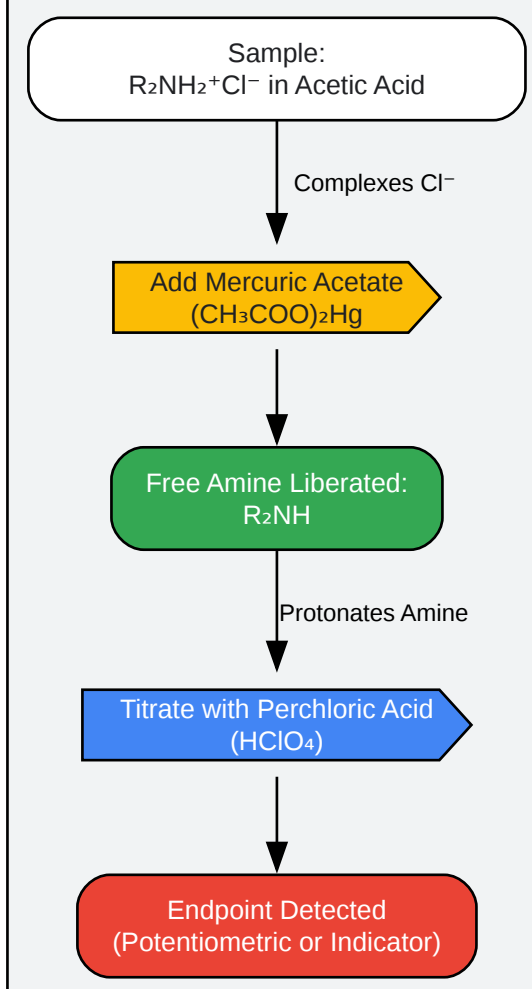 Sample:
R₂NH₂⁺Cl⁻ in Acetic Acid
Complexes Cl⁻
Add Mercuric Acetate
(CH₃COO)₂Hg
Free Amine Liberated:
R₂NH
Protonates Amine
Titrate with Perchloric Acid
(HClO₄)
Endpoint Detected
(Potentiometric or Indicator)